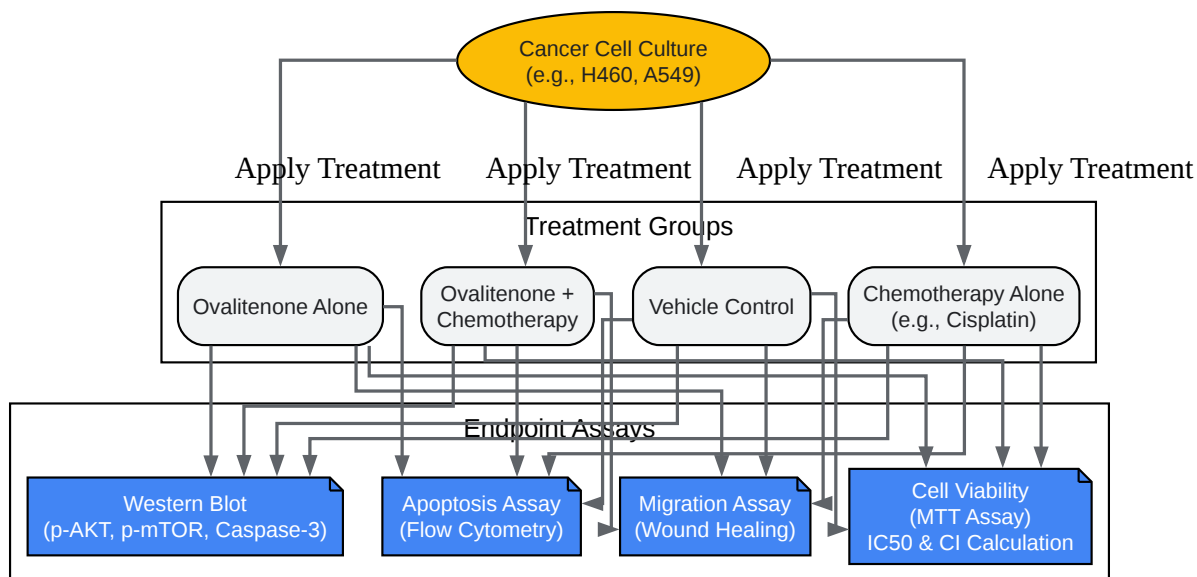 Cancer Cell Culture
(e.g., H460, A549)
Apply Treatment
Apply Treatment
Apply Treatment
Apply Treatment
Treatment Groups
Ovalitenone Alone
Ovalitenone +
Chemotherapy
Vehicle Control
Chemotherapy Alone
(e.g., Cisplatin)
Endpoint Assays
Western Blot
(p-AKT, p-mTOR, Caspase-3)
Apoptosis Assay
(Flow Cytometry)
Migration Assay
(Wound Healing)
Cell Viability
(MTT Assay)
IC50 & CI Calculation